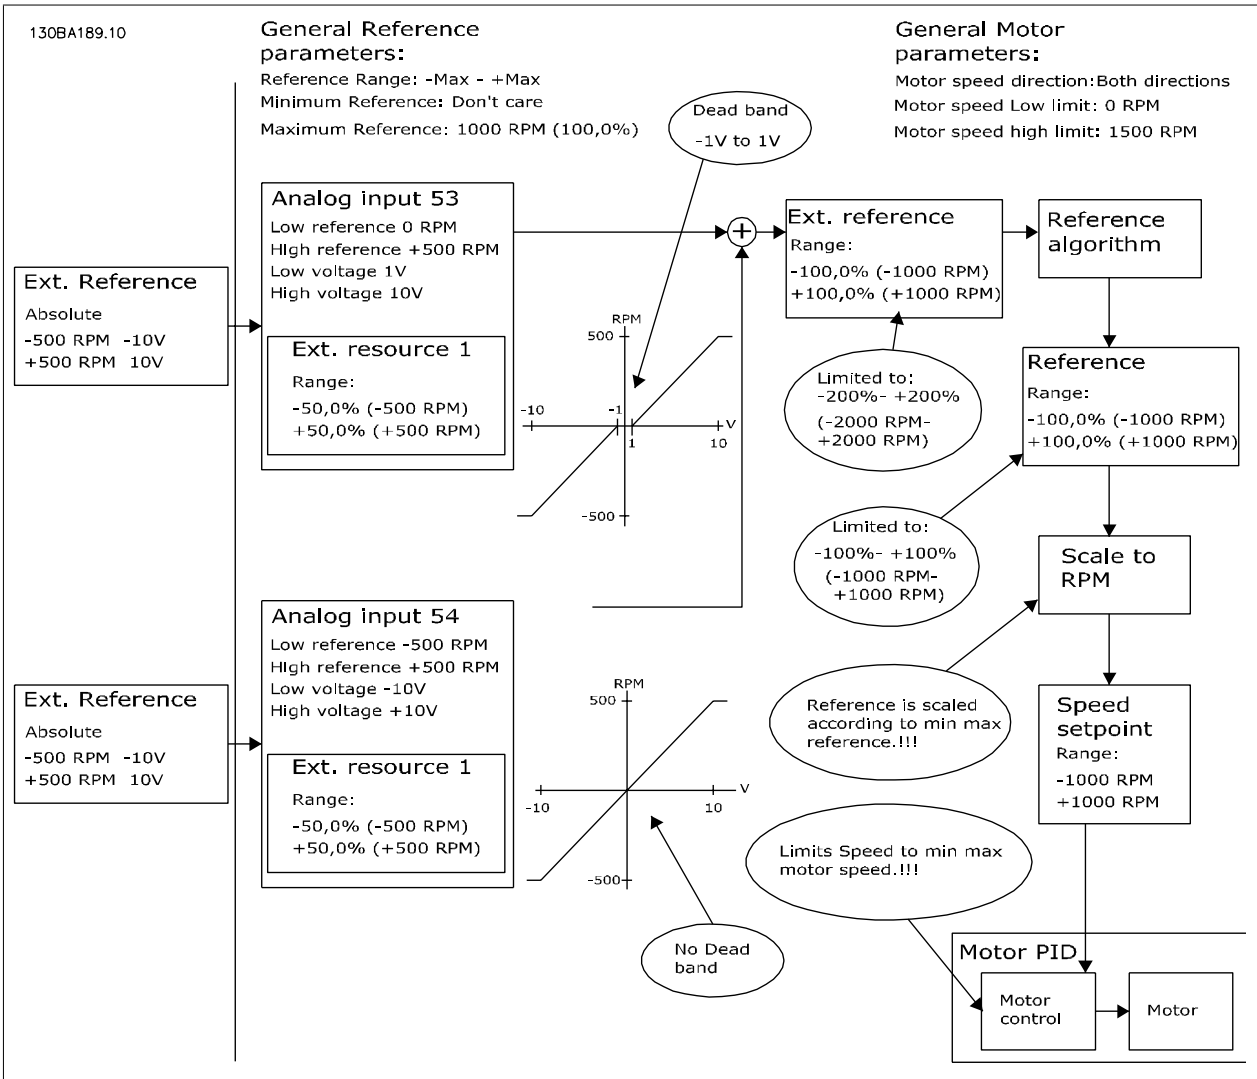 130BA189.10
General Reference
parameters:
Reference Range: -Max - +Max
Minimum Reference: Don't care
Maximum Reference: 1000 RPM (100,0%)
General Motor
parameters:
Motor speed direction:Both directions
Motor speed Low limit: 0 RPM
Motor speed high limit: 1500 RPM
Dead band
-1V to 1V
Ext. Reference
Absolute
-500 RPM -10V
+500 RPM 10V
Analog input 53
Low reference 0 RPM
High reference +500 RPM
Low voltage 1V
High voltage 10V
Ext. resource 1
Range:
-50,0% (-500 RPM)
+50,0% (+500 RPM)
RPM
500
-10
-1
V
1
10
-500
+
Ext. reference
Range:
-100,0% (-1000 RPM)
+100,0% (+1000 RPM)
Reference
algorithm
Limited to:
-200%- +200%
(-2000 RPM-
+2000 RPM)
Reference
Range:
-100,0% (-1000 RPM)
+100,0% (+1000 RPM)
Limited to:
-100%- +100%
(-1000 RPM-
+1000 RPM)
Scale to
RPM
Ext. Reference
Absolute
-500 RPM -10V
+500 RPM 10V
Analog input 54
Low reference -500 RPM
High reference +500 RPM
Low voltage -10V
High voltage +10V
Ext. resource 1
Range:
-50,0% (-500 RPM)
+50,0% (+500 RPM)
RPM
500
V
-10
10
-500
No Dead
band
Reference is scaled
according to min max
reference.!!!
Speed
setpoint
Range:
-1000 RPM
+1000 RPM
Limits Speed to min max
motor speed.!!!
Motor PID
Motor
control
Motor